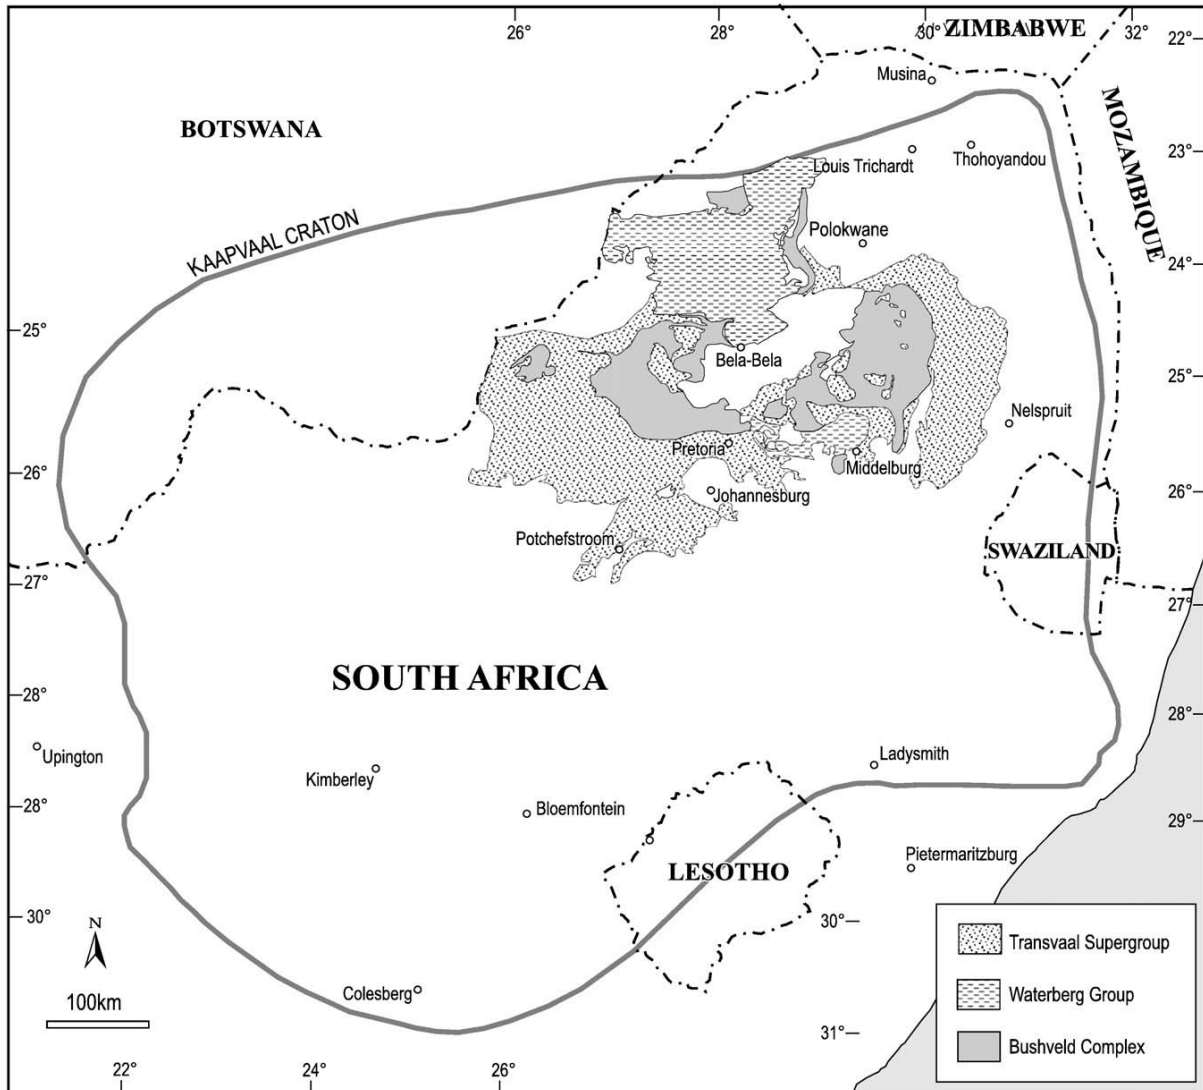 26°
28°
30°
32°
22°
ZIMBABWE
Musina
BOTSWANA
MOZAMBIQUE
23°
Louis Trichardt
Thohoyandou
KAAPVAAL CRATON
Polokwane
24°
25°
Bela-Bela
25°
Nelspruit
Pretoria
Middelburg
26°
Johannesburg
26°
Potchefstroom
SWAZILAND
27°
27°
SOUTH AFRICA
28°
28°
Upington
Ladysmith
Kimberley
28°
Bloemfontein
29°
LESOTHO
Pietermaritzburg
30°
30°
N
Transvaal Supergroup
100km
Colesberg
Waterberg Group
31°
Bushveld Complex
22°
24°
26°